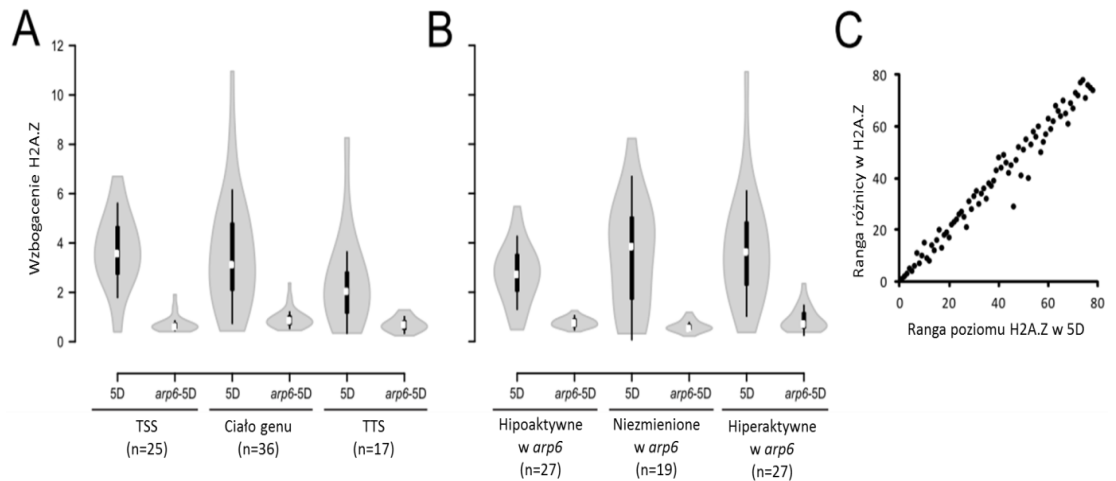 A
B
C
Wzbogacenie H2A.Z
12
10
8
6
4
2
0
5D arp6-5D 5D arp6-5D 5D arp6-5D
TSS
(n=25)
Ciało genu
(n=36)
TTS
(n=17)
5D arp6-5D 5D arp6-5D 5D arp6-5D
Hipoaktywne
w arp6
(n=27)
Niezmienione
w arp6
(n=19)
Hiperaktywne
w arp6
(n=27)
Ranga różnicy w H2A.Z
80
60
40
20
0
0 20 40 60 80
Ranga poziomu H2A.Z w 5D